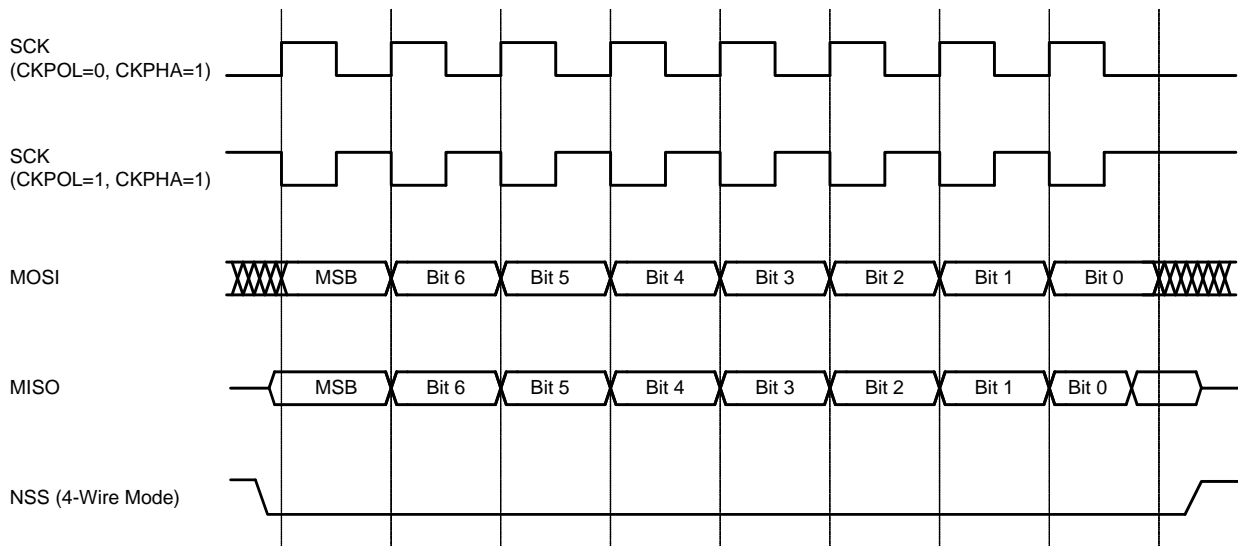 SCK
(CKPOL=0, CKPHA=1)
SCK
(CKPOL=1, CKPHA=1)
MOSI
MSB Bit 6 Bit 5 Bit 4 Bit 3 Bit 2 Bit 1 Bit 0
MISO
MSB Bit 6 Bit 5 Bit 4 Bit 3 Bit 2 Bit 1 Bit 0
NSS (4-Wire Mode)